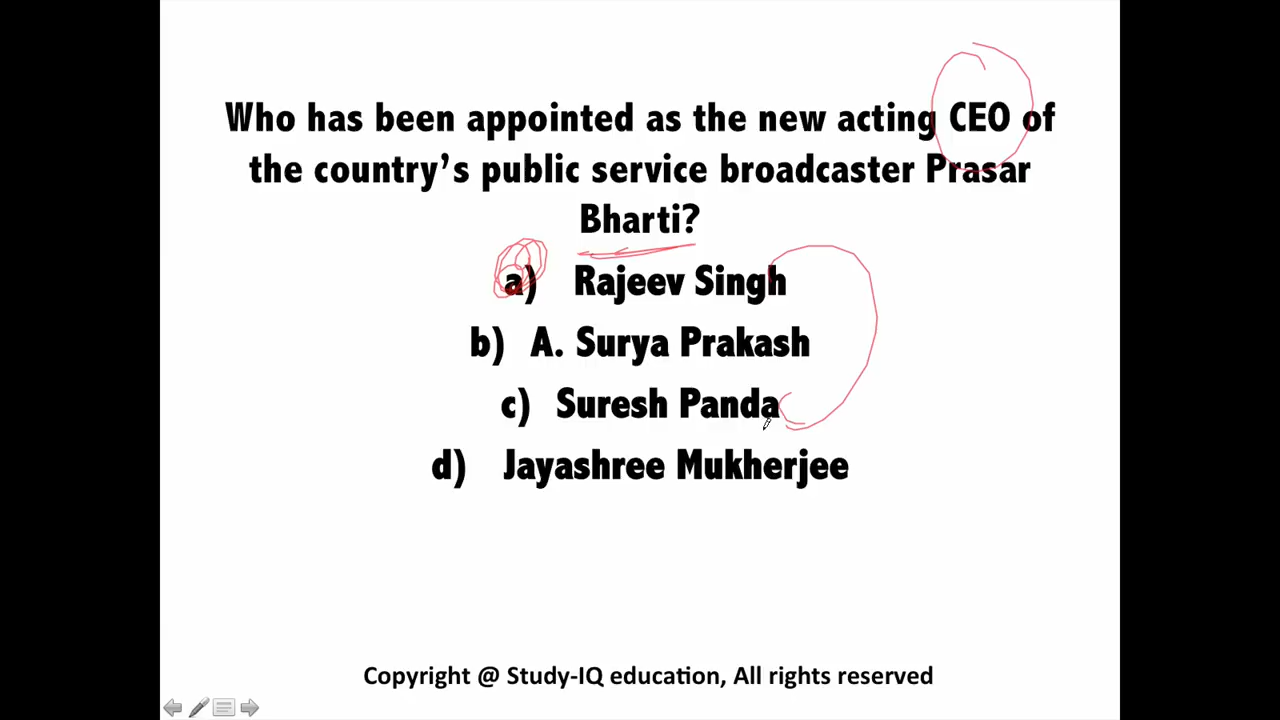 Who has been appointed as the new acting CEO of
the country's public service broadcaster Prasar
Bharti?
a) Rajeev Singh
b) A. Surya Prakash
c) Suresh Panda
d) Jayashree Mukherjee
Copyright @ Study-IQ education, All rights reserved